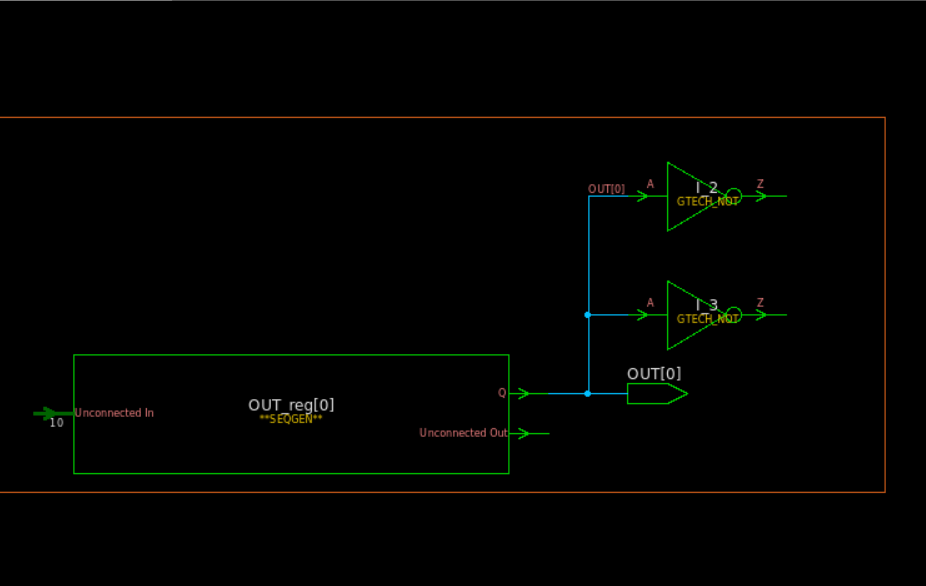 OUT[0]
A
I_2
GTECH_NOT
Z
A
I_3
GTECH_NOT
Z
OUT[0]
Q
Unconnected In
10
OUT_reg[0]
**SEQGEN**
Unconnected Out